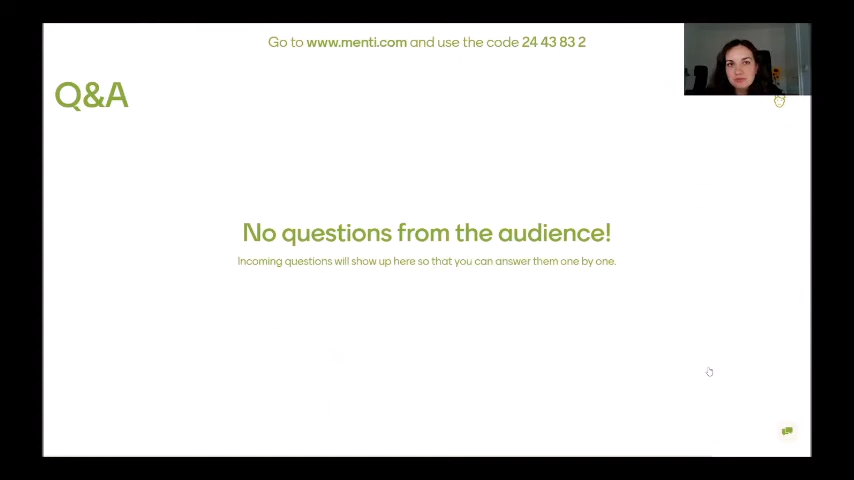 Go to www.menti.com and use the code 24 43 83 2
Q&A
No questions from the audience!
Incoming questions will show up here so that you can answer them one by one.